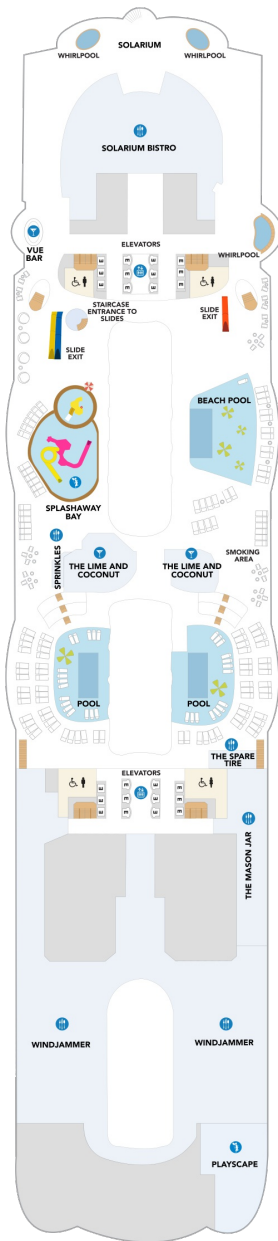 SOLARIUM
WHIRLPOOL
WHIRLPOOL
SOLARIUM BISTRO
VUE
BAR
ELEVATORS
WHIRLPOOL
E E E
E E E
E E E
STAIRCASE
ENTRANCE TO
SLIDES
SLIDE
EXIT
SLIDE
EXIT
BEACH POOL
SPLASHAWAY
BAY
SPRINKLES
THE LIME AND
COCONUT
THE LIME AND
COCONUT
SMOKING
AREA
POOL
POOL
THE SPARE
TIRE
ELEVATORS
E E E E
E E E E
E E E E
THE MASON JAR
WINDJAMMER
WINDJAMMER
PLAYSCAPE